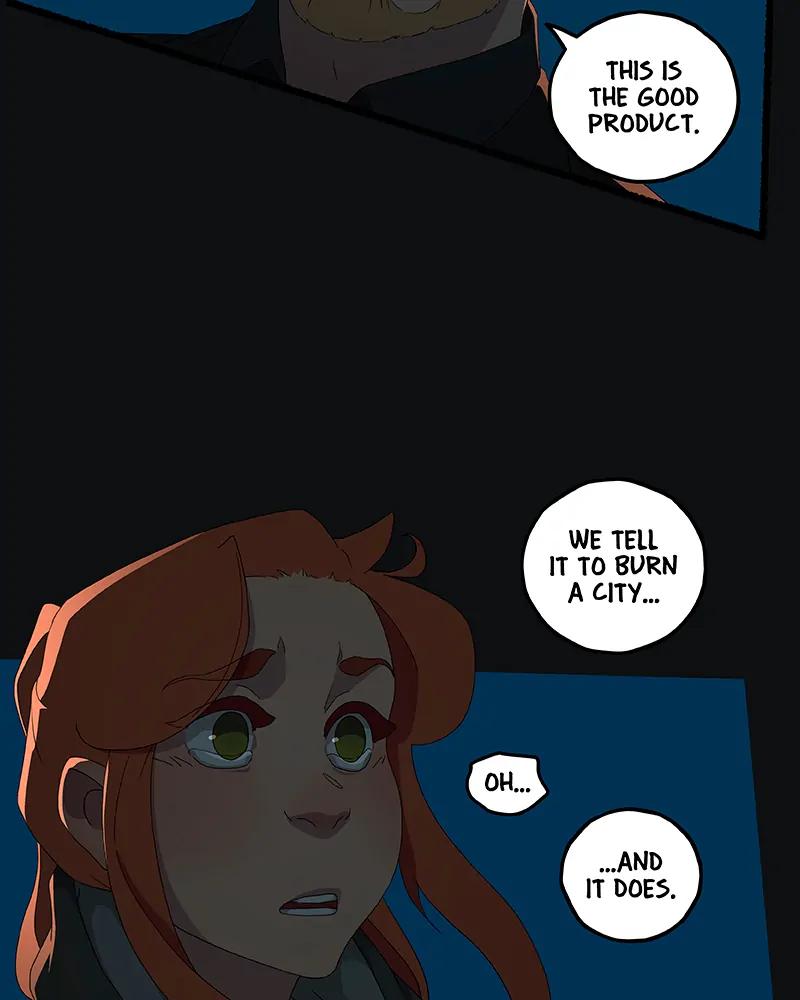 THIS IS
THE GOOD
PRODUCT.
WE TELL
IT TO BURN
A CITY...
OH...
...AND
IT DOES.